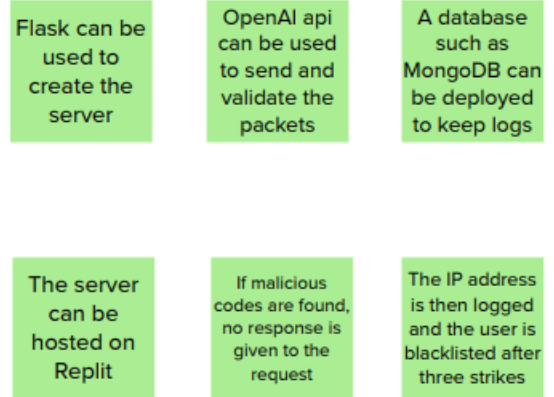 Flask can be
used to
create the
server
OpenAI api
can be used
to send and
validate the
packets
A database
such as
MongoDB can
be deployed
to keep logs
The server
can be
hosted on
Replit
If malicious
codes are found,
no response is
given to the
request
The IP address
is then logged
and the user is
blacklisted after
three strikes